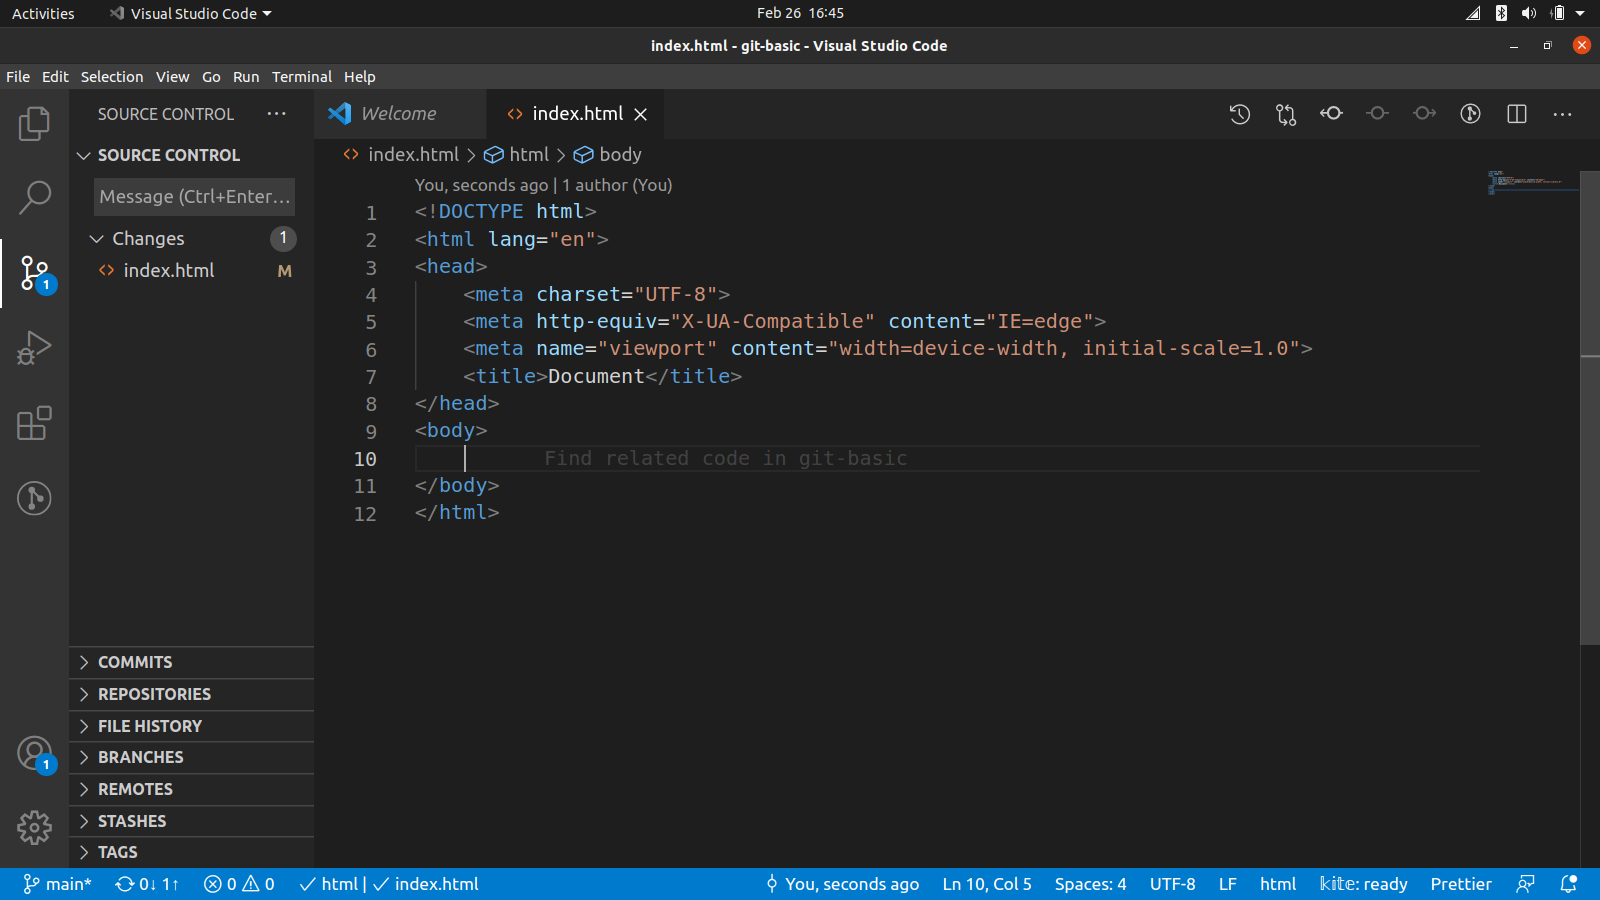 Activities Visual Studio Code Feb 26 16:45
index.html - git-basic - Visual Studio Code
File Edit Selection View Go Run Terminal Help
SOURCE CONTROL ···
SOURCE CONTROL
Message (Ctrl+Enter...
Changes 1
index.html M
1
1
COMMITS
REPOSITORIES
FILE HISTORY
BRANCHES
REMOTES
STASHES
TAGS
Welcome index.html
index.html > html > body
You, seconds ago | 1 author (You)
1 <!DOCTYPE html>
2 <html lang="en">
3 <head>
4 <meta charset="UTF-8">
5 <meta http-equiv="X-UA-Compatible" content="IE=edge">
6 <meta name="viewport" content="width=device-width, initial-scale=1.0">
7 <title>Document</title>
8 </head>
9 <body>
10 Find related code in git-basic
11 </body>
12 </html>
main* 0↓ 1↑ 0 0 html | index.html You, seconds ago Ln 10, Col 5 Spaces: 4 UTF-8 LF html kite: ready Prettier